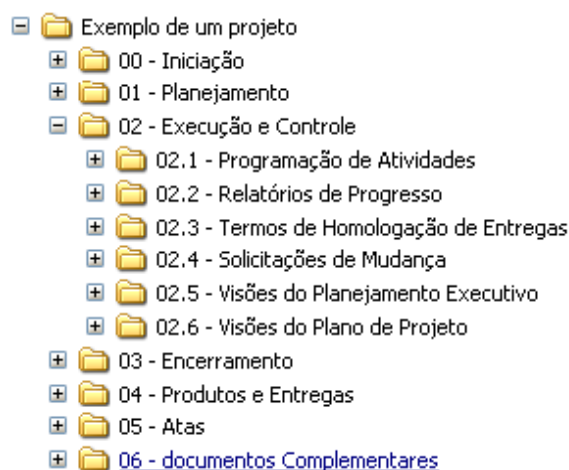 Exemplo de um projeto
00 - Iniciação
01 - Planejamento
02 - Execução e Controle
02.1 - Programação de Atividades
02.2 - Relatórios de Progresso
02.3 - Termos de Homologação de Entregas
02.4 - Solicitações de Mudança
02.5 - Visões do Planejamento Executivo
02.6 - Visões do Plano de Projeto
03 - Encerramento
04 - Produtos e Entregas
05 - Atas
06 - documentos Complementares